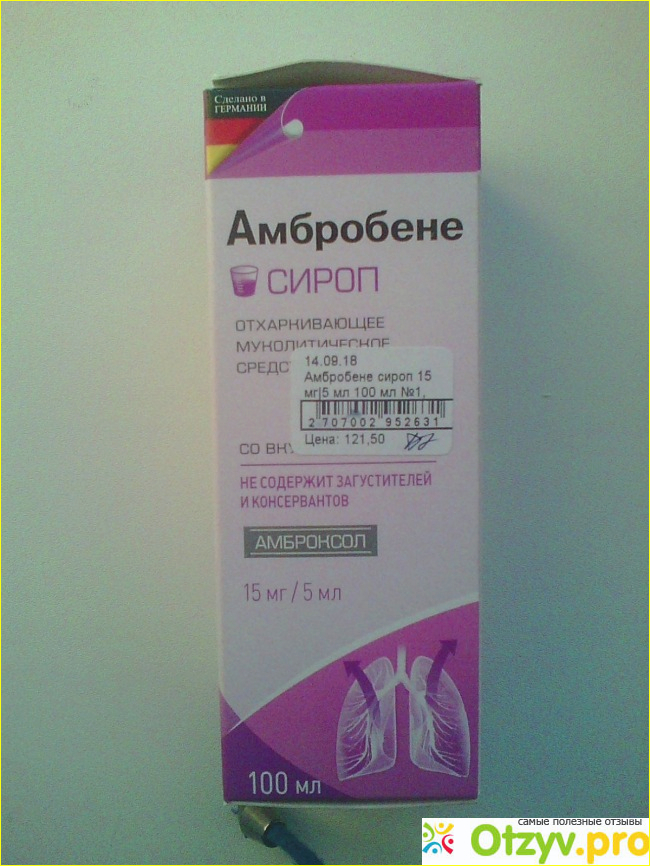 Сделано в
ГЕРМАНИИ
Амбробене
СИРОП
ОТХАРКИВАЮЩЕЕ
МУКОЛИТИЧЕСКОЕ
14.09.18
Амбробене сироп 15
мг|5 мл 100 мл №1,
2 707002 952631
Цена: 121,50
СО
НЕ СОДЕРЖИТ ЗАГУСТИТЕЛЕЙ
И КОНСЕРВАНТОВ
АМБРОКСОЛ
15 мг / 5 мл
100 мл
самые полезные отзывы
Otzyv.pro